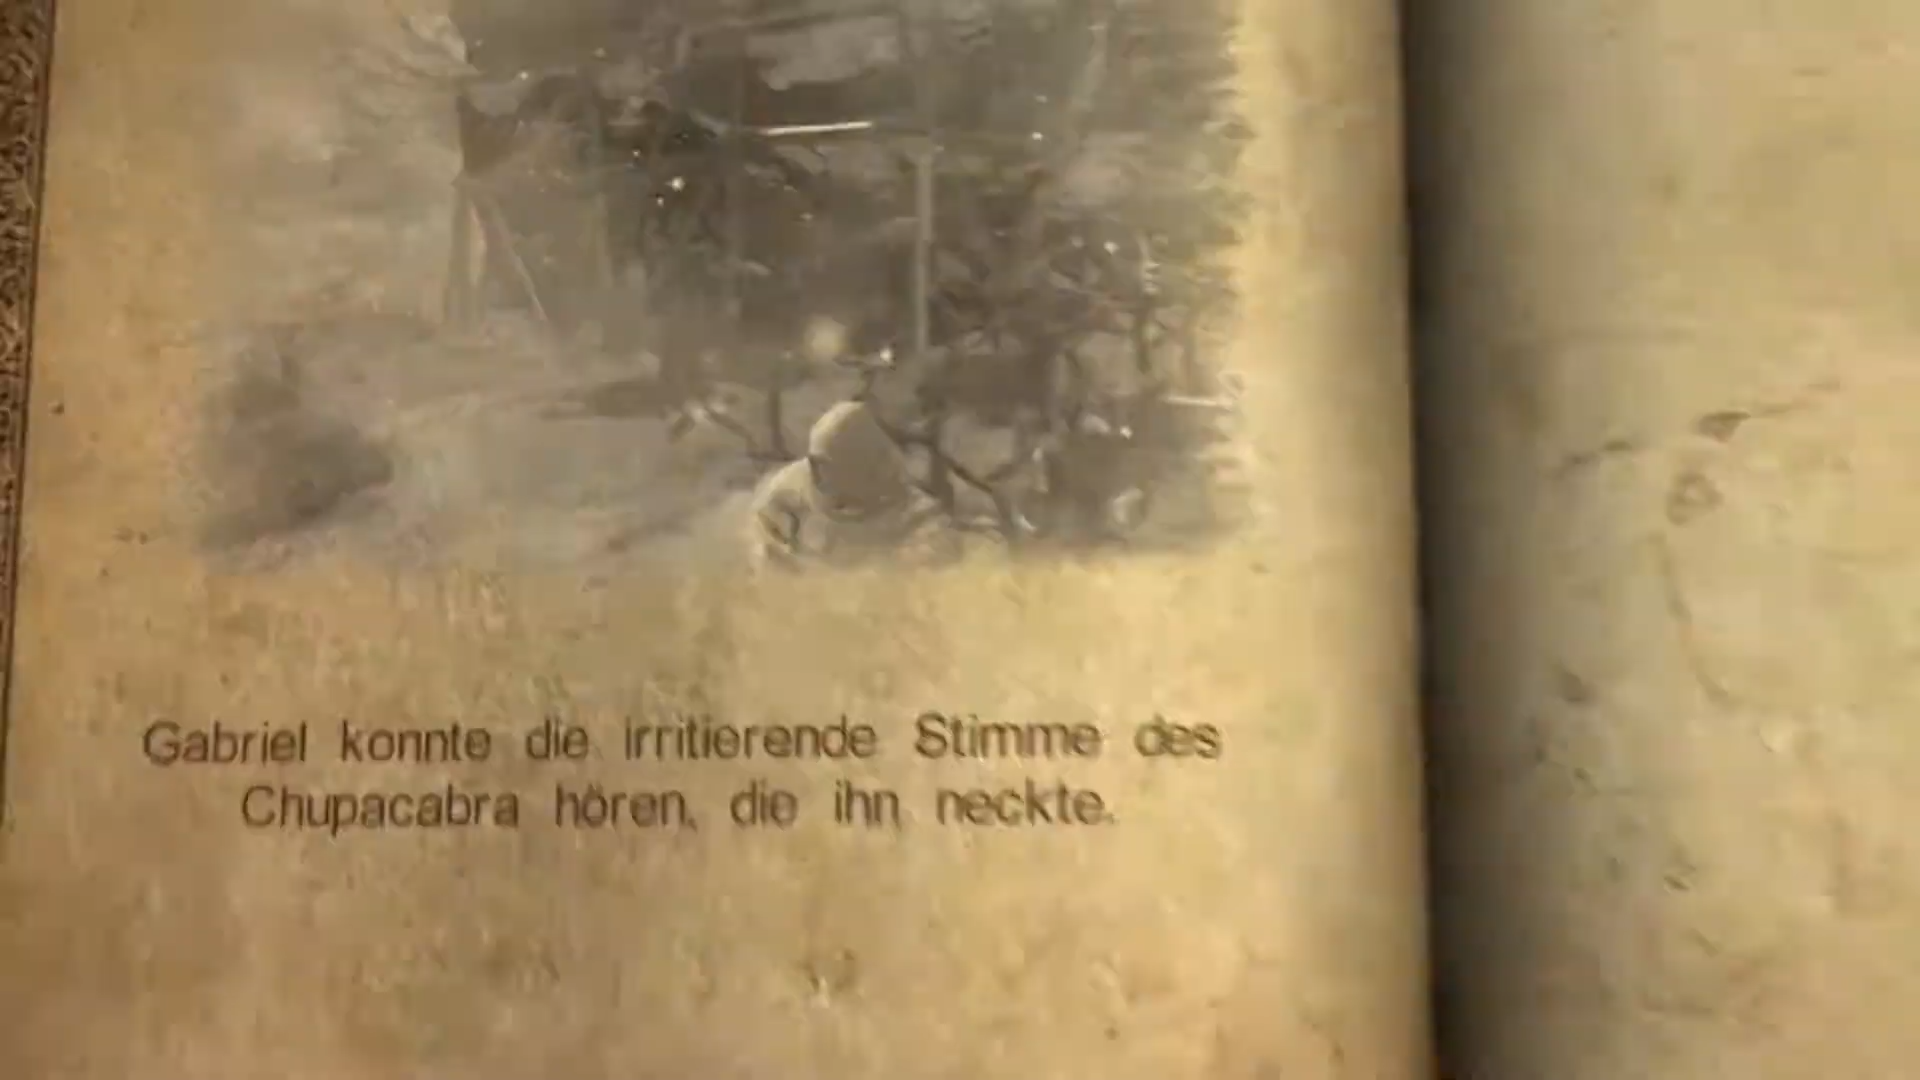 Gabriel konnte die irritierende Stimme des
Chupacabra hören, die ihn neckte.